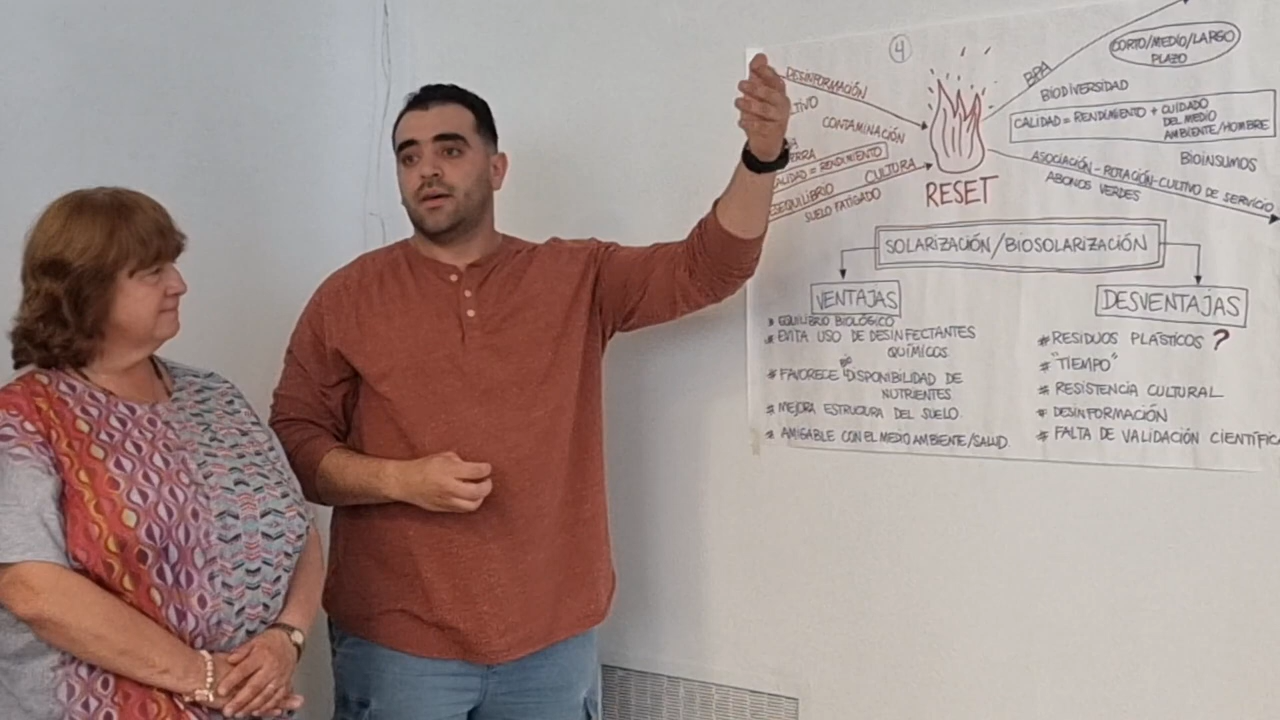 4
DESINFORMACIÓN
CONTAMINACIÓN
CALIDAD = RENDIMIENTO
CULTURA
SUELO FATIGADO
RESET
BPA
CORTO/MEDIO/LARGO
PLAZO
BIODIVERSIDAD
CALIDAD = RENDIMIENTO + CUIDADO
DEL MEDIO
AMBIENTE/HOMBRE
BIOINSUMOS
ASOCIACIÓN-ROTACIÓN-CULTIVO DE SERVICIO
ABONOS VERDES
SOLARIZACIÓN/BIOSOLARIZACIÓN
VENTAJAS
* EQUILIBRIO BIOLÓGICO
* EVITA USO DE DESINFECTANTES
QUÍMICOS
* FAVORECE BIODISPONIBILIDAD DE
NUTRIENTES
* MEJORA ESTRUCTURA DEL SUELO.
* AMIGABLE CON EL MEDIO AMBIENTE/SALUD
DESVENTAJAS
* RESIDUOS PLÁSTICOS ?
* "TIEMPO"
* RESISTENCIA CULTURAL
* DESINFORMACIÓN
* FALTA DE VALIDACIÓN CIENTÍFICA